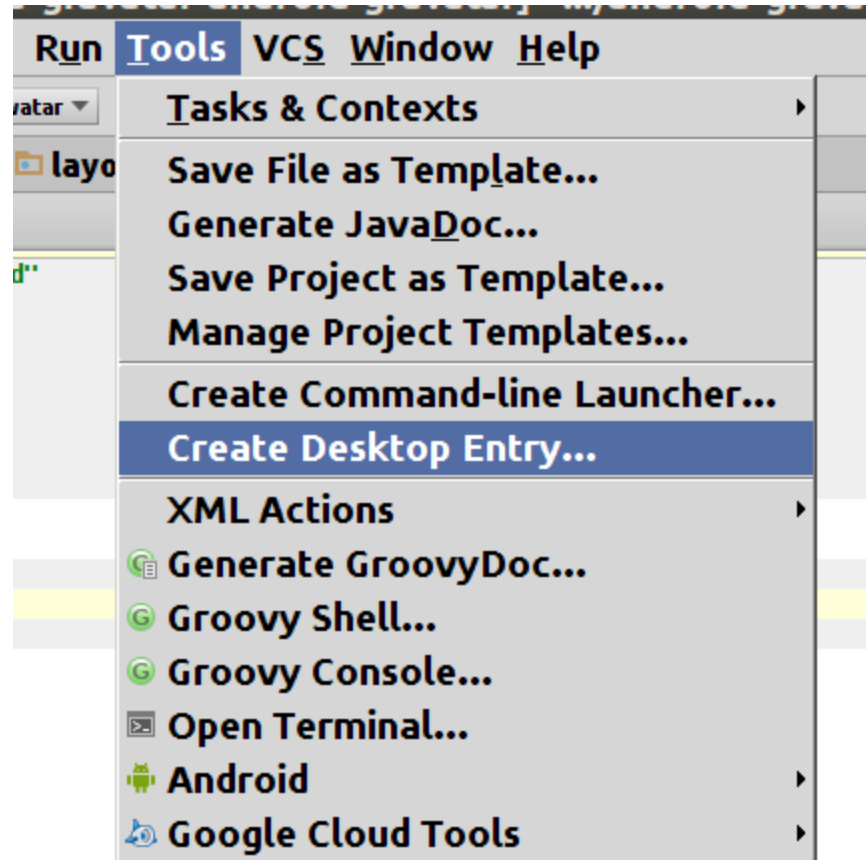 Run Tools VCS Window Help
vatar
Tasks & Contexts
layo
Save File as Template...
Generate JavaDoc...
d"
Save Project as Template...
Manage Project Templates...
Create Command-line Launcher...
Create Desktop Entry...
XML Actions
Generate GroovyDoc...
Groovy Shell...
Groovy Console...
Open Terminal...
Android
Google Cloud Tools